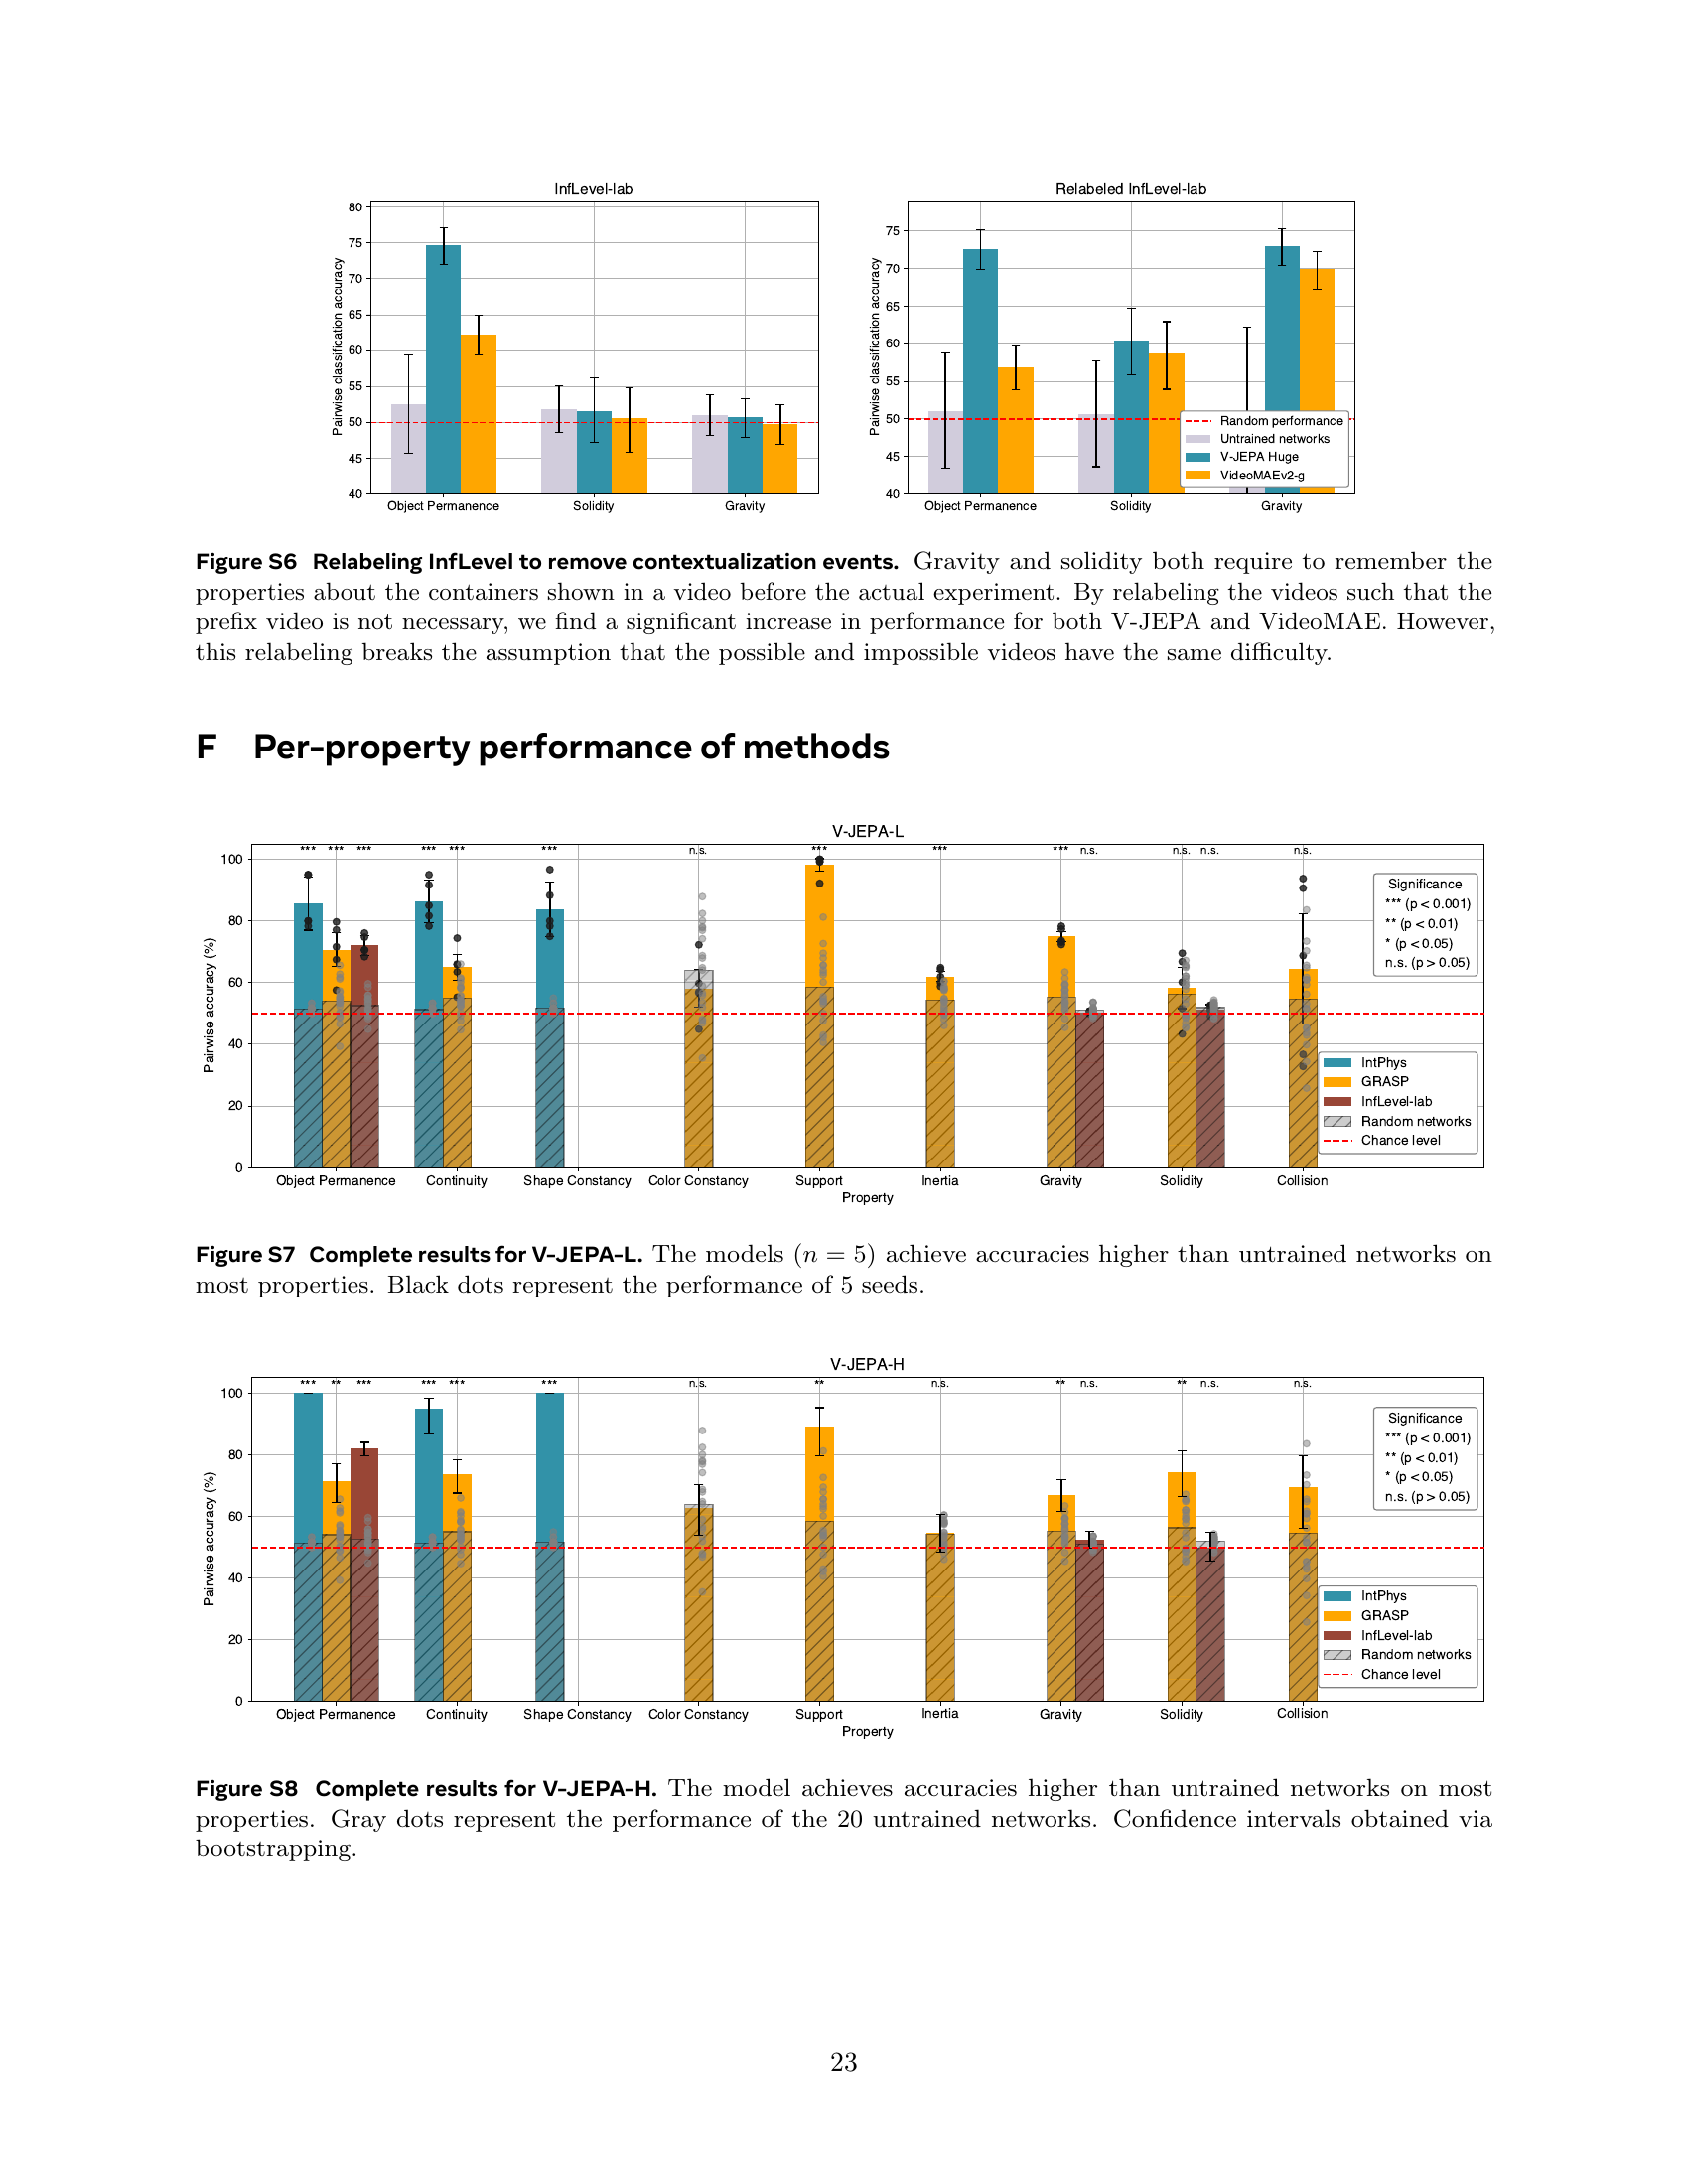 InfLevel-lab
Relabeled InfLevel-lab
Pairwise classification accuracy
80
75
70
65
60
55
50
45
40
Object Permanence
Solidity
Gravity
Pairwise classification accuracy
75
70
65
60
55
50
45
40
Random performance
Untrained networks
V-JEPA Huge
VideoMAEv2-g
Object Permanence
Solidity
Gravity
Figure S6 Relabeling InfLevel to remove contextualization events. Gravity and solidity both require to remember the
properties about the containers shown in a video before the actual experiment. By relabeling the videos such that the
prefix video is not necessary, we find a significant increase in performance for both V-JEPA and VideoMAE. However,
this relabeling breaks the assumption that the possible and impossible videos have the same difficulty.
F Per-property performance of methods
V-JEPA-L
*** *** *** *** *** *** n.s. *** *** *** n.s. n.s. n.s. n.s.
Pairwise accuracy (%)
100
80
60
40
20
0
Significance
*** (p < 0.001)
** (p < 0.01)
* (p < 0.05)
n.s. (p > 0.05)
IntPhys
GRASP
InfLevel-lab
Random networks
Chance level
Object Permanence
Continuity
Shape Constancy
Color Constancy
Support
Inertia
Gravity
Solidity
Collision
Property
Figure S7 Complete results for V-JEPA-L. The models (n = 5) achieve accuracies higher than untrained networks on
most properties. Black dots represent the performance of 5 seeds.
V-JEPA-H
*** ** *** *** *** *** n.s. ** n.s. ** n.s. ** n.s. n.s.
Pairwise accuracy (%)
100
80
60
40
20
0
Significance
*** (p < 0.001)
** (p < 0.01)
* (p < 0.05)
n.s. (p > 0.05)
IntPhys
GRASP
InfLevel-lab
Random networks
Chance level
Object Permanence
Continuity
Shape Constancy
Color Constancy
Support
Inertia
Gravity
Solidity
Collision
Property
Figure S8 Complete results for V-JEPA-H. The model achieves accuracies higher than untrained networks on most
properties. Gray dots represent the performance of the 20 untrained networks. Confidence intervals obtained via
bootstrapping.
23